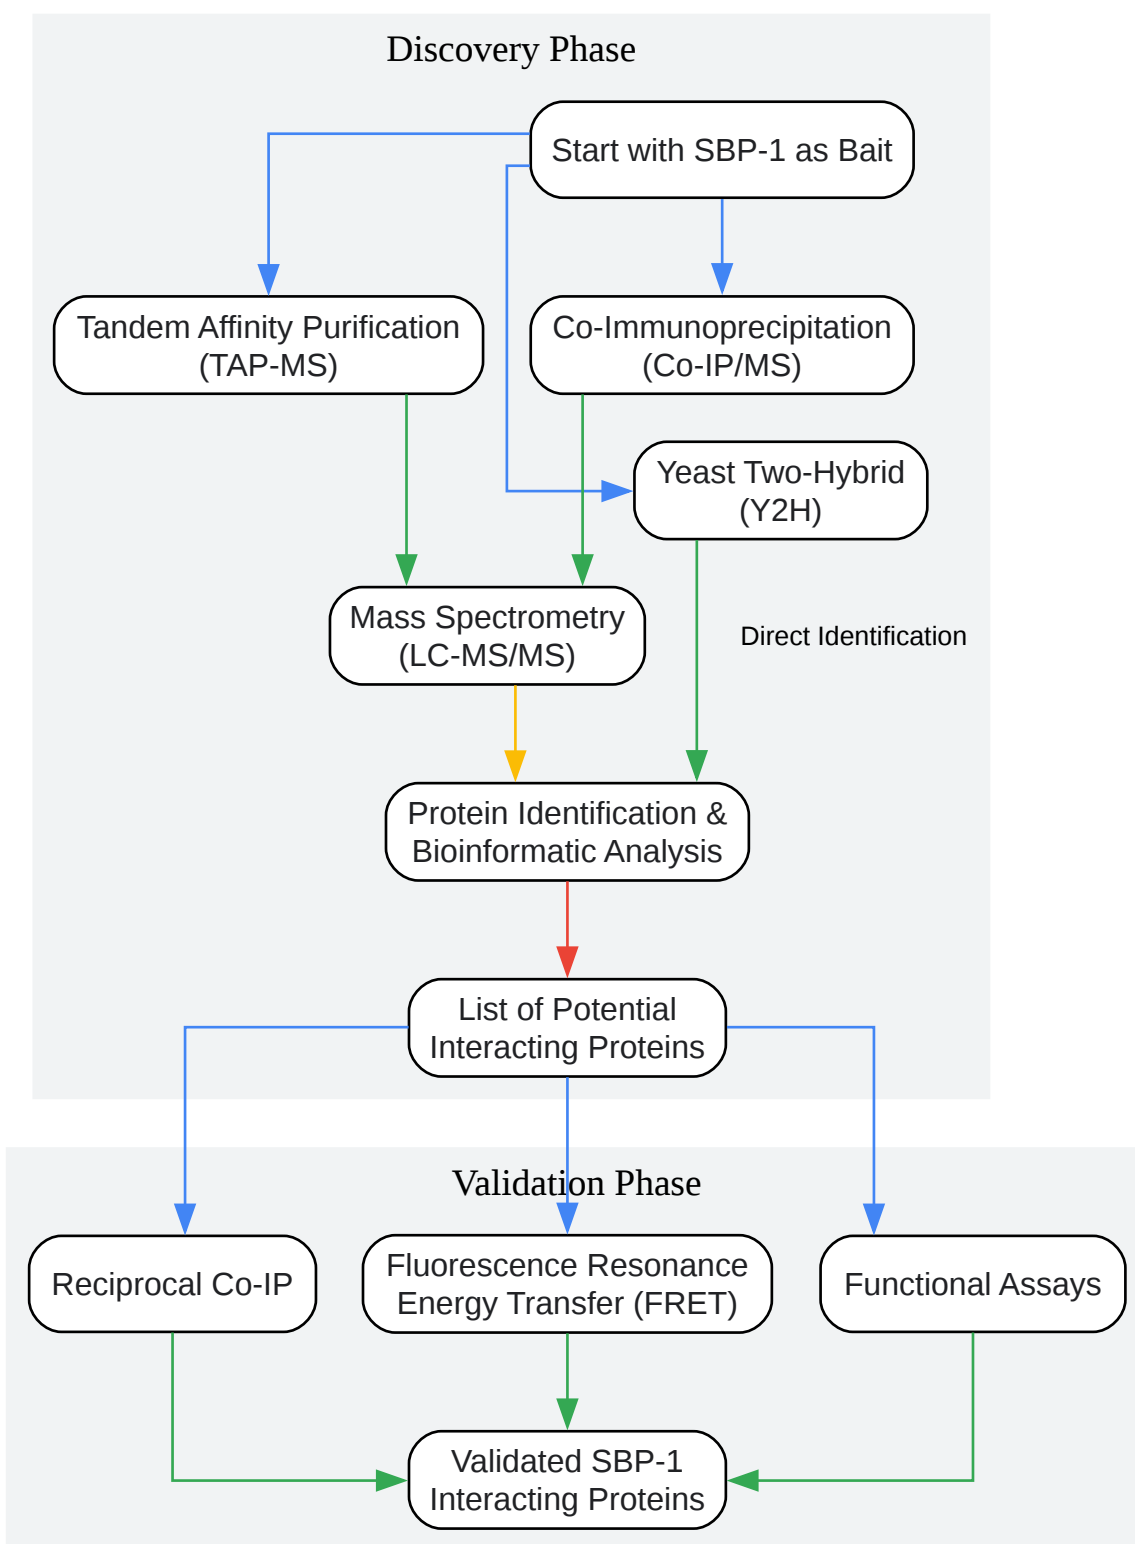 Discovery Phase
Start with SBP-1 as Bait
Tandem Affinity Purification
(TAP-MS)
Co-Immunoprecipitation
(Co-IP/MS)
Yeast Two-Hybrid
(Y2H)
Mass Spectrometry
(LC-MS/MS)
Direct Identification
Protein Identification &
Bioinformatic Analysis
List of Potential
Interacting Proteins
Validation Phase
Reciprocal Co-IP
Fluorescence Resonance
Energy Transfer (FRET)
Functional Assays
Validated SBP-1
Interacting Proteins